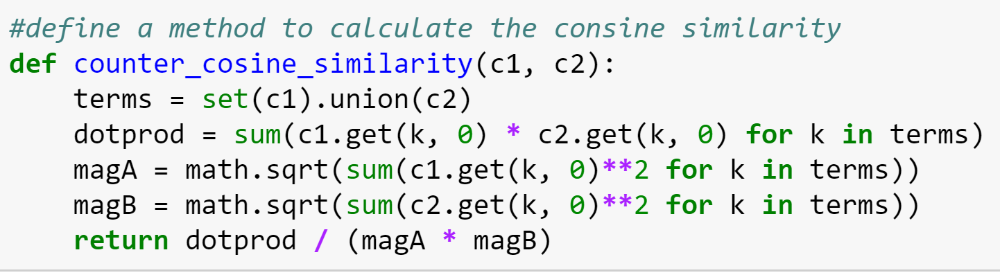 #define a method to calculate the consine similarity
def counter_cosine_similarity(c1, c2):
    terms = set(c1).union(c2)
    dotprod = sum(c1.get(k, 0) * c2.get(k, 0) for k in terms)
    magA = math.sqrt(sum(c1.get(k, 0)**2 for k in terms))
    magB = math.sqrt(sum(c2.get(k, 0)**2 for k in terms))
    return dotprod / (magA * magB)